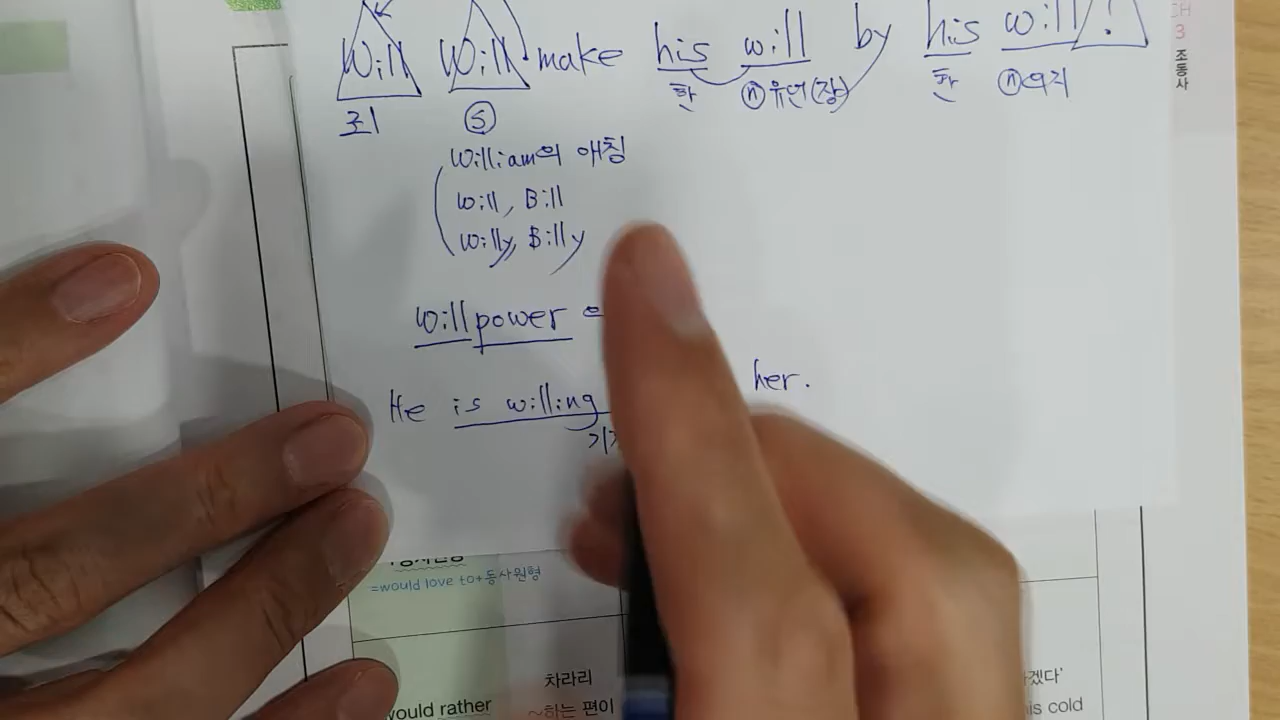 Will Will make his will by his will?
조 ⓢ 한 ⓝ유언(장) 한 ⓝ의지
William의 애칭
Will, Bill
Willy, Billy
willpower
He is willing her.
=would love to+동사원형
would rather
차라리
~하는 편이
is cold
CH
3
조동사